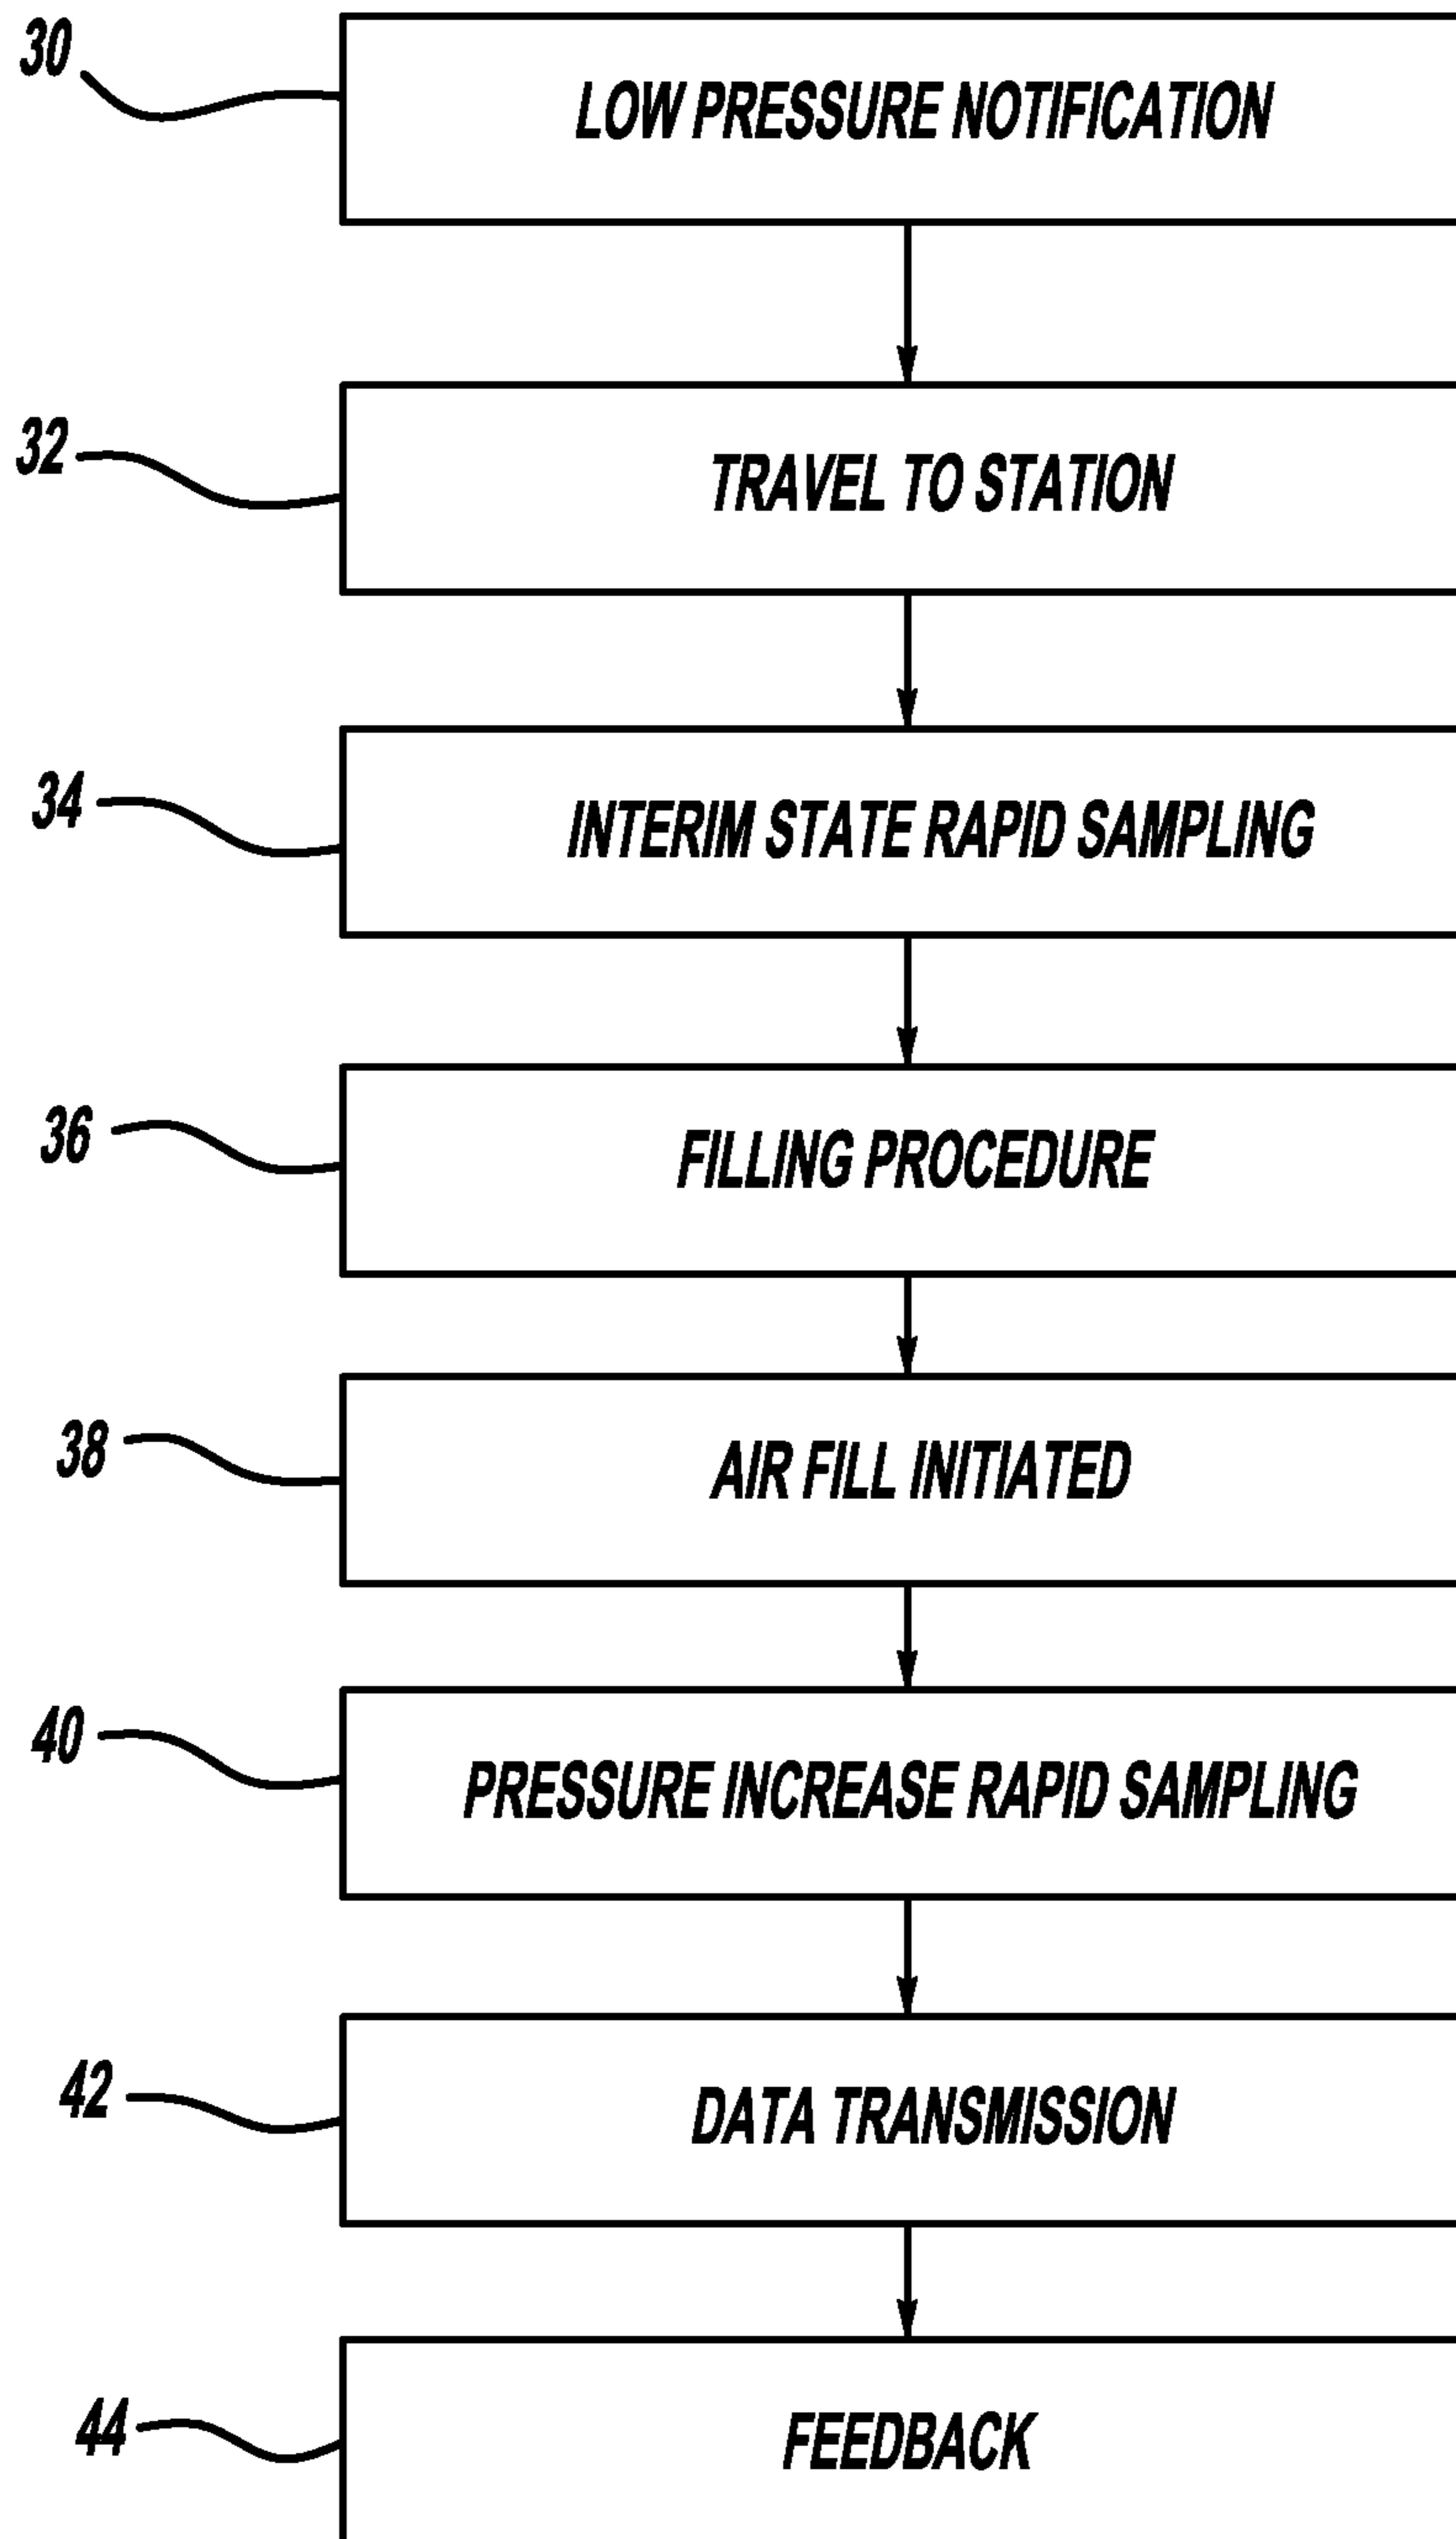 30 LOW PRESSURE NOTIFICATION
32 TRAVEL TO STATION
34 INTERIM STATE RAPID SAMPLING
36 FILLING PROCEDURE
38 AIR FILL INITIATED
40 PRESSURE INCREASE RAPID SAMPLING
42 DATA TRANSMISSION
44 FEEDBACK